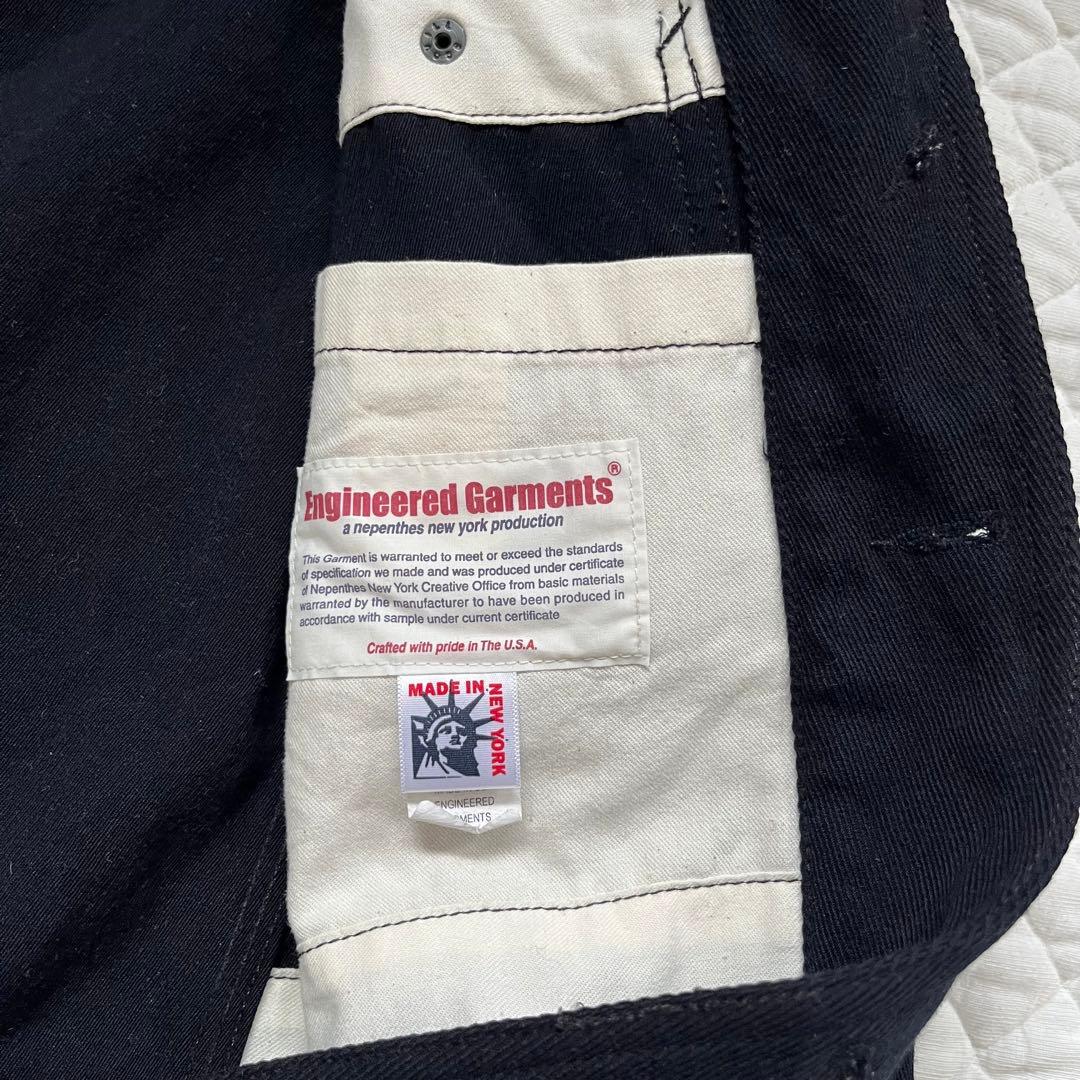 Engineered Garments®
a nepenthes new york production
This Garment is warranted to meet or exceed the standards
of specification we made and was produced under certificate
of Nepenthes New York Creative Office from basic materials
warranted by the manufacturer to have been produced in
accordance with sample under current certificate
Crafted with pride in The U.S.A.
MADE IN
NEW YORK
ENGINEERED